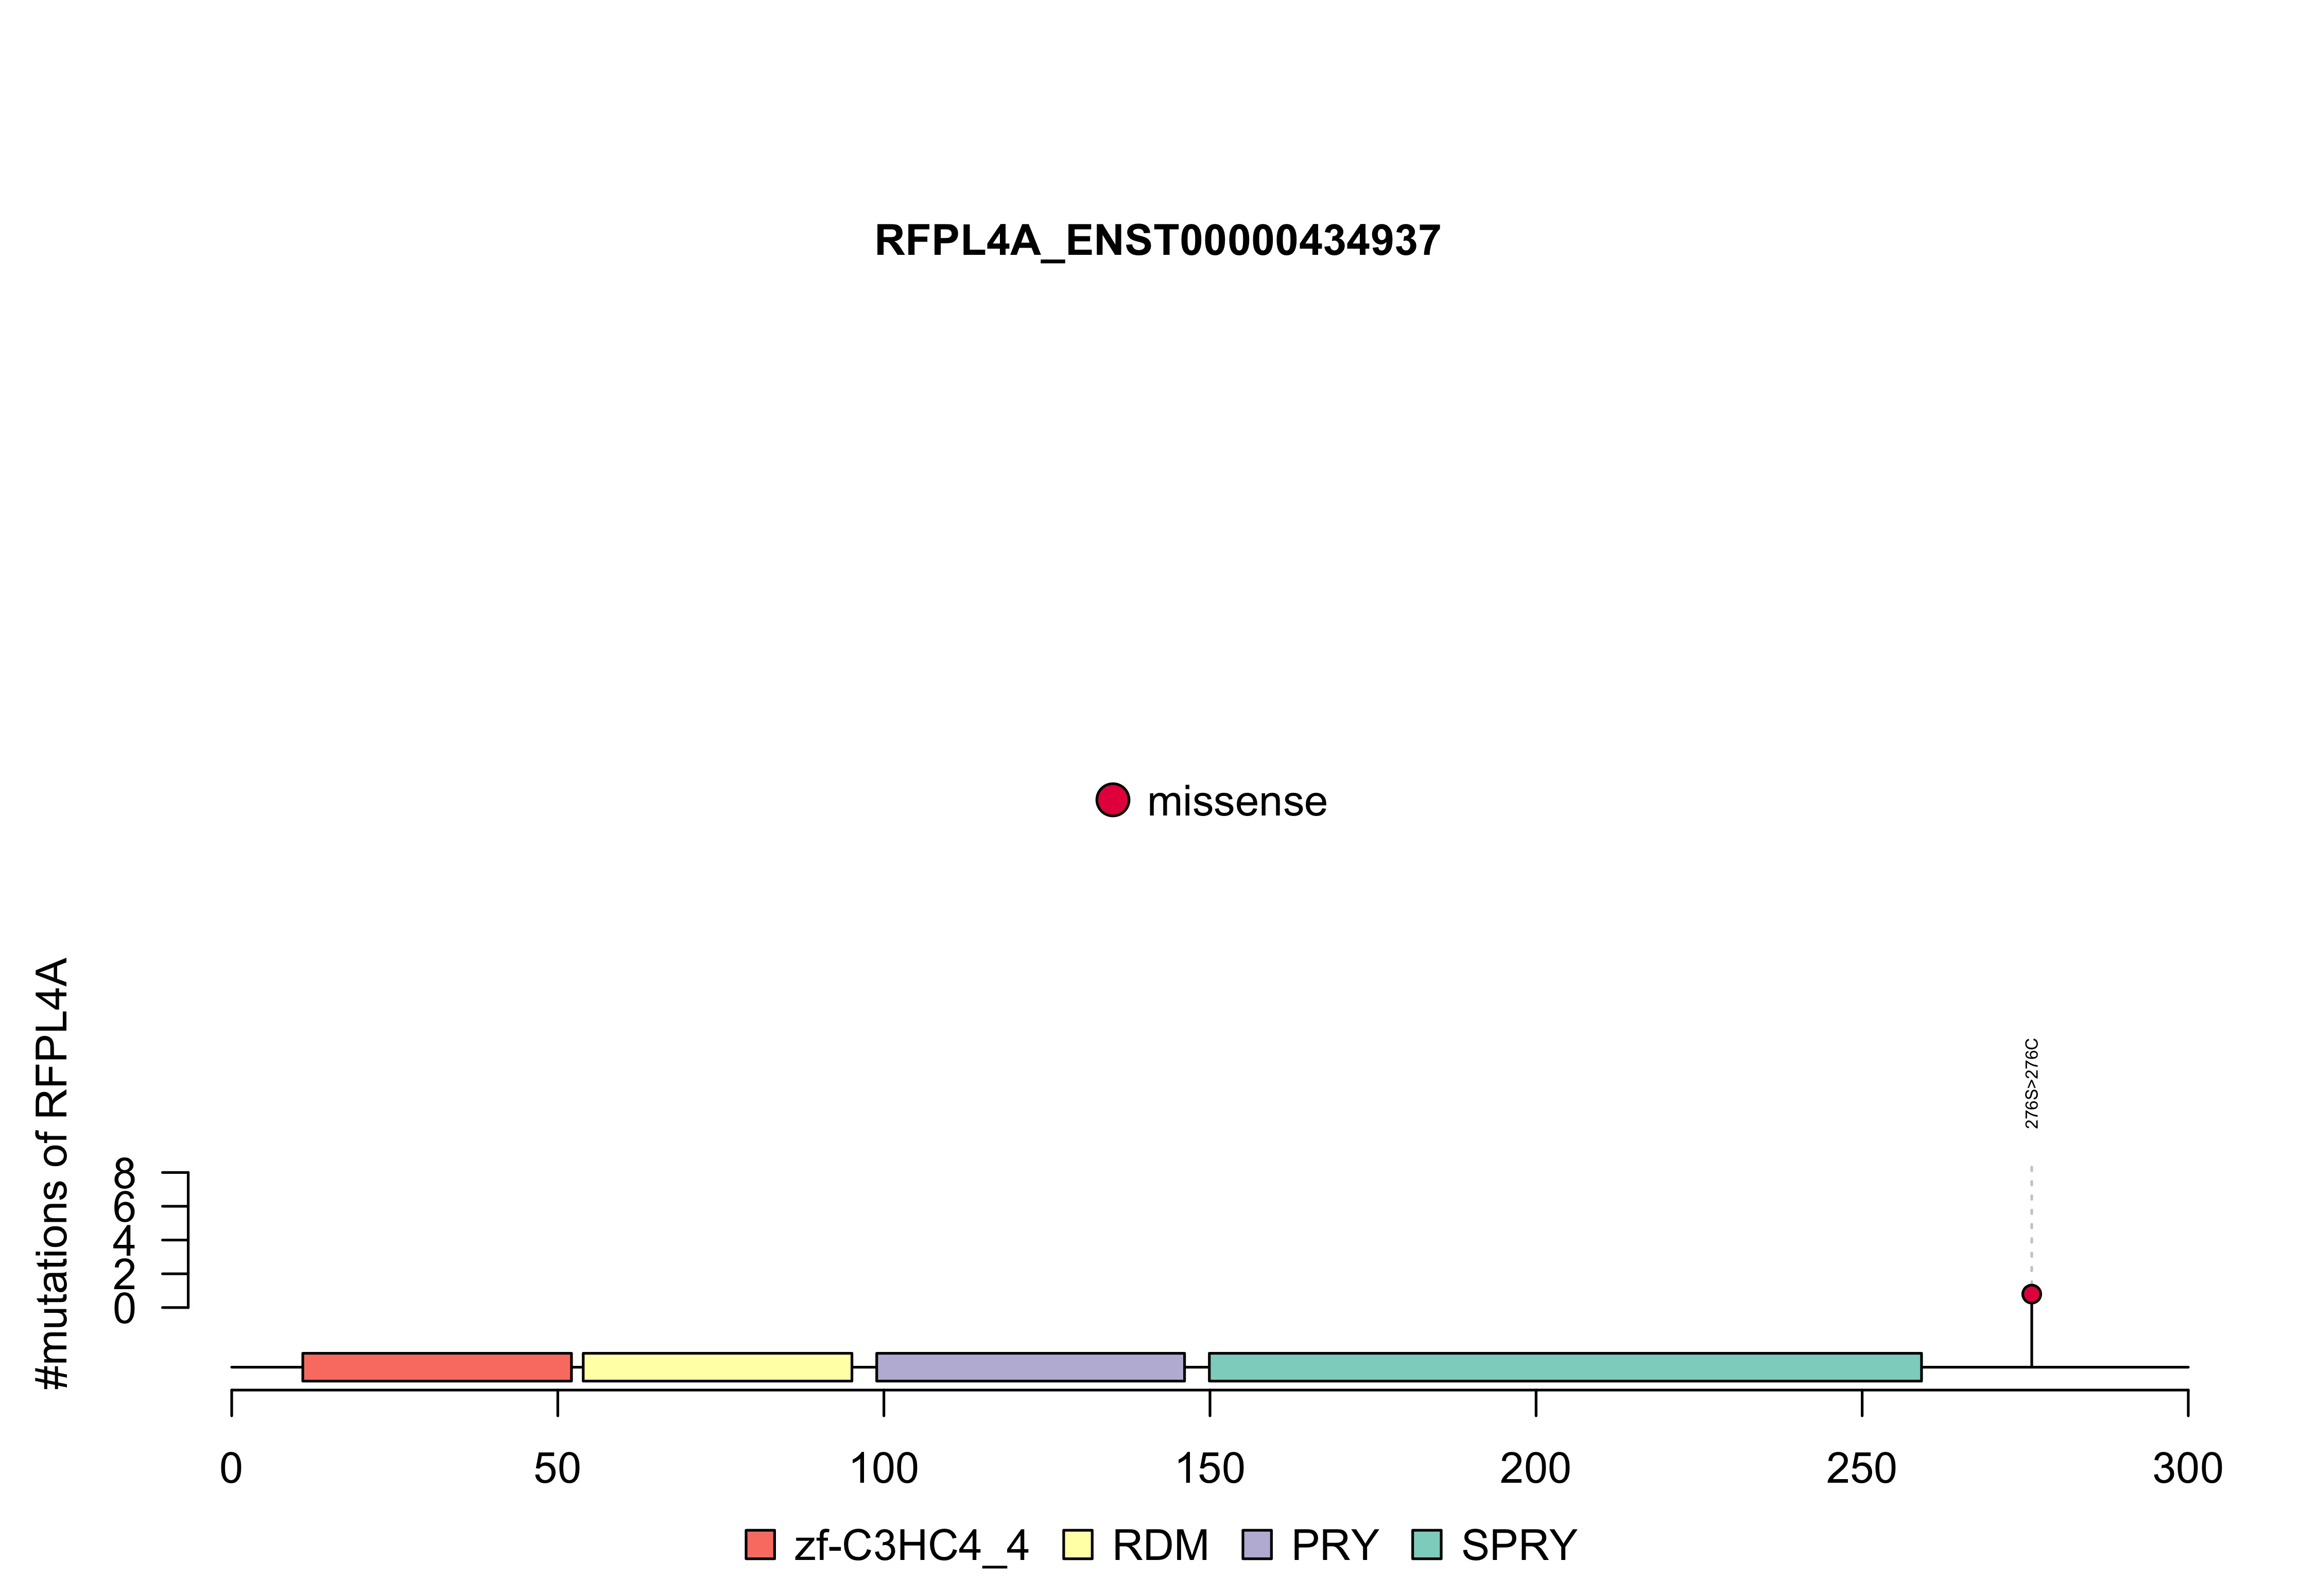 RFPL4A_ENST00000434937
missense
#mutations of RFPL4A
276S>276C
8
6
4
2
0
0 50 100 150 200 250 300
zf-C3HC4_4 RDM PRY SPRY